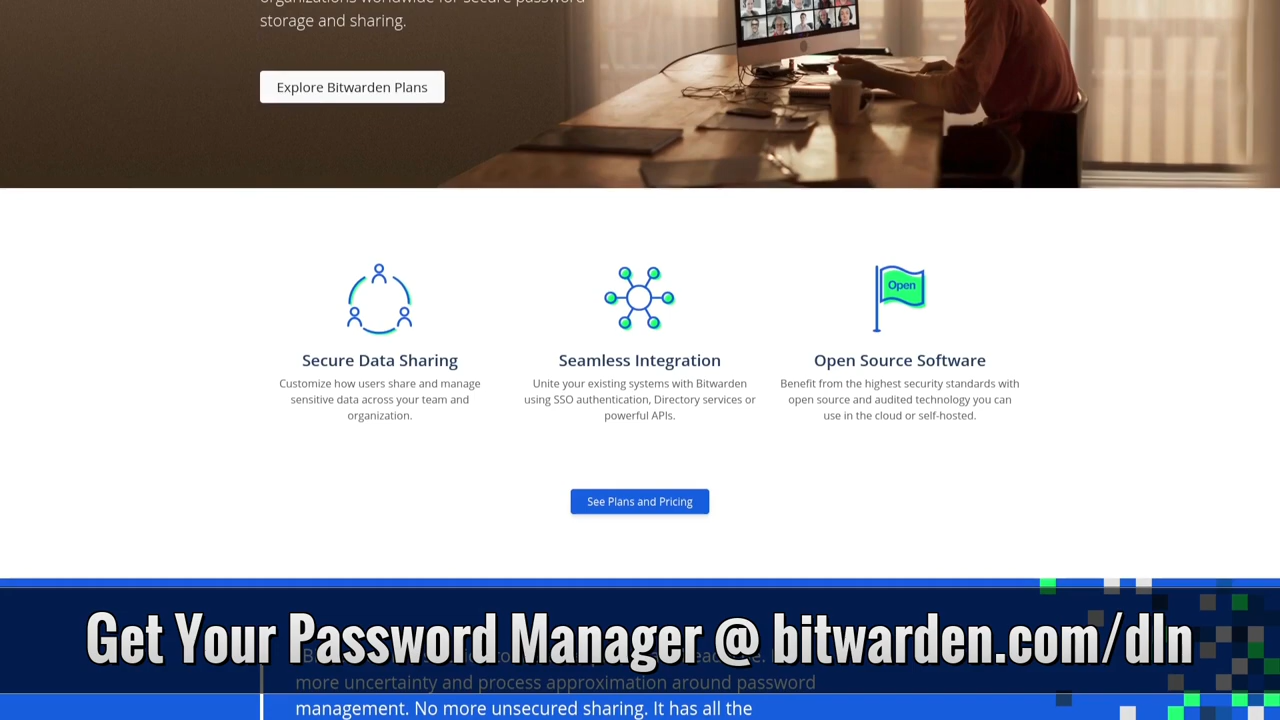 organizations worldwide for secure password
storage and sharing.
Explore Bitwarden Plans
Open
Secure Data Sharing
Customize how users share and manage
sensitive data across your team and
organization.
Seamless Integration
Unite your existing systems with Bitwarden
using SSO authentication, Directory services or
powerful APIs.
Open Source Software
Benefit from the highest security standards with
open source and audited technology you can
use in the cloud or self-hosted.
See Plans and Pricing
Get Your Password Manager @ bitwarden.com/dln
more uncertainty and process approximation around password
management. No more unsecured sharing. It has all the